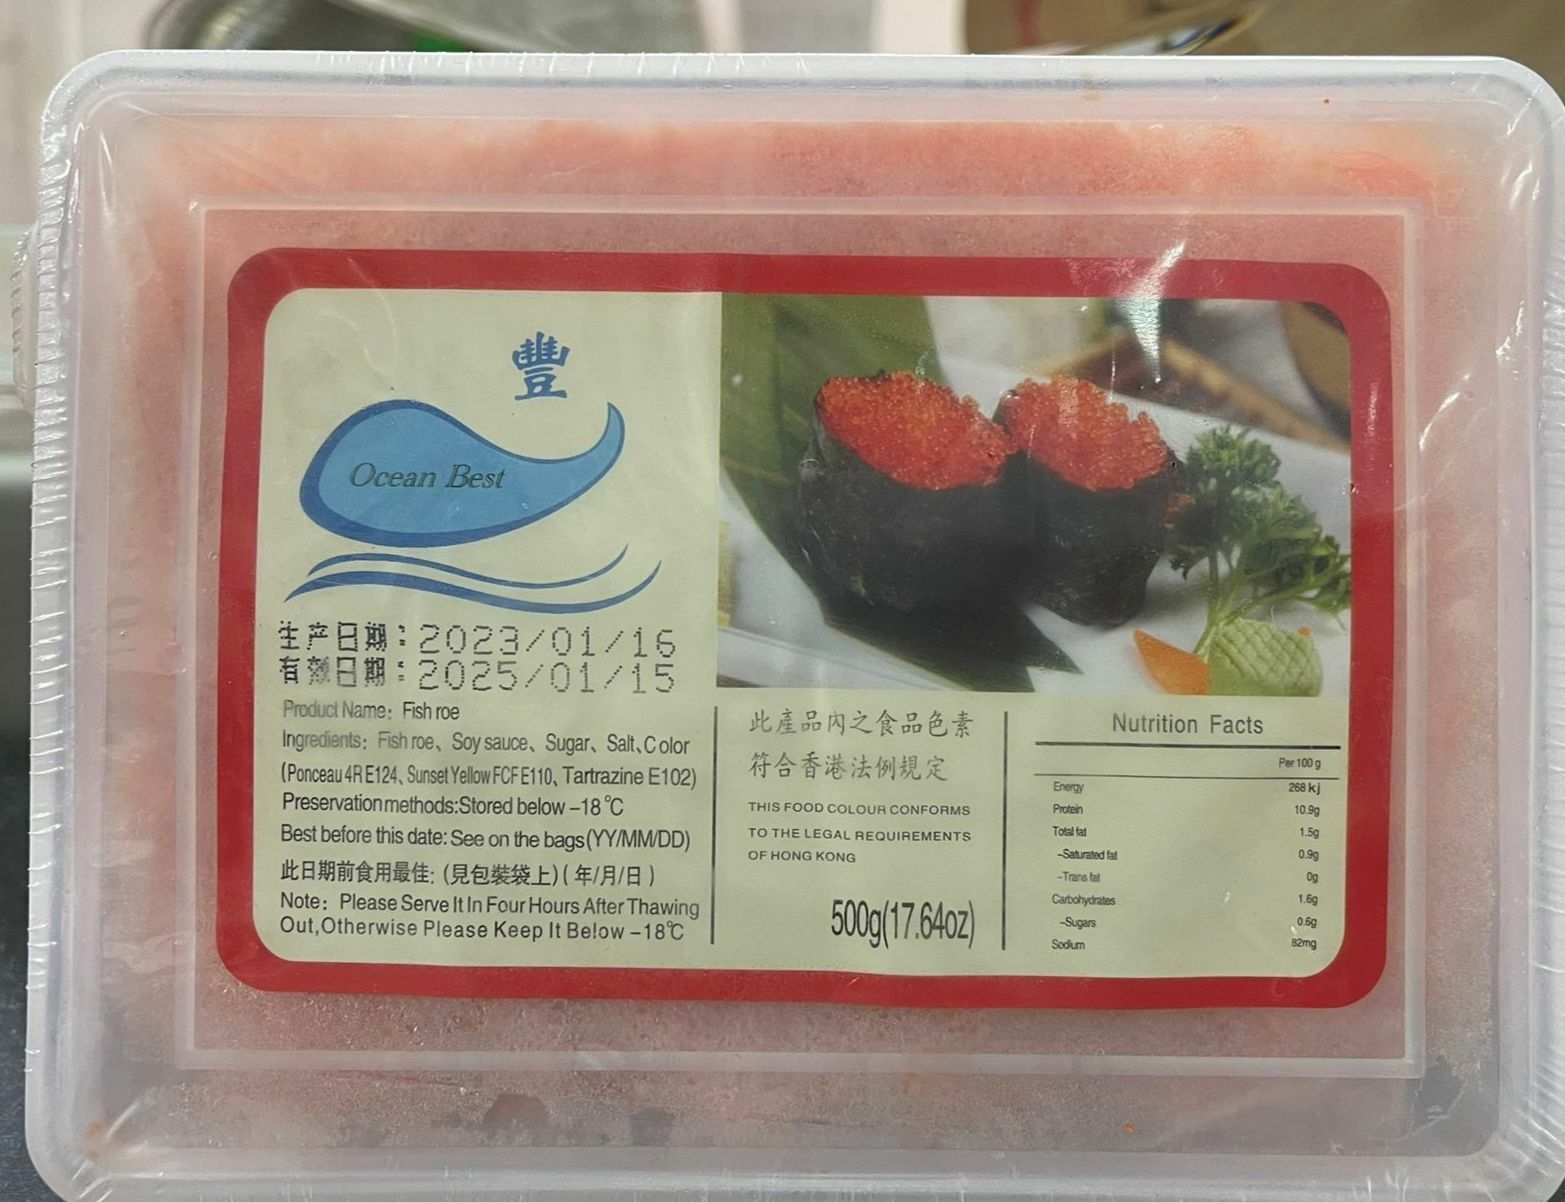 豐
Ocean Best
生产日期：2023/01/16
有效日期：2025/01/15
Product Name: Fish roe
Ingredients: Fish roe、Soy sauce、Sugar、Salt、Color
(Ponceau 4R E124、Sunset Yellow FCF E110、Tartrazine E102)
Preservation methods:Stored below -18℃
Best before this date: See on the bags(YY/MM/DD)
此日期前食用最佳: (見包裝袋上) ( 年/月/日 )
Note: Please Serve It In Four Hours After Thawing
Out,Otherwise Please Keep It Below -18℃
此產品內之食品色素
符合香港法例規定
THIS FOOD COLOUR CONFORMS
TO THE LEGAL REQUIREMENTS
OF HONG KONG
500g(17.64oz)
Nutrition Facts
Per 100 g
Energy 268 kj
Protein 10.9g
Total fat 1.5g
-Saturated fat 0.9g
-Trans fat 0g
Carbohydrates 1.6g
-Sugars 0.6g
Sodium 82mg